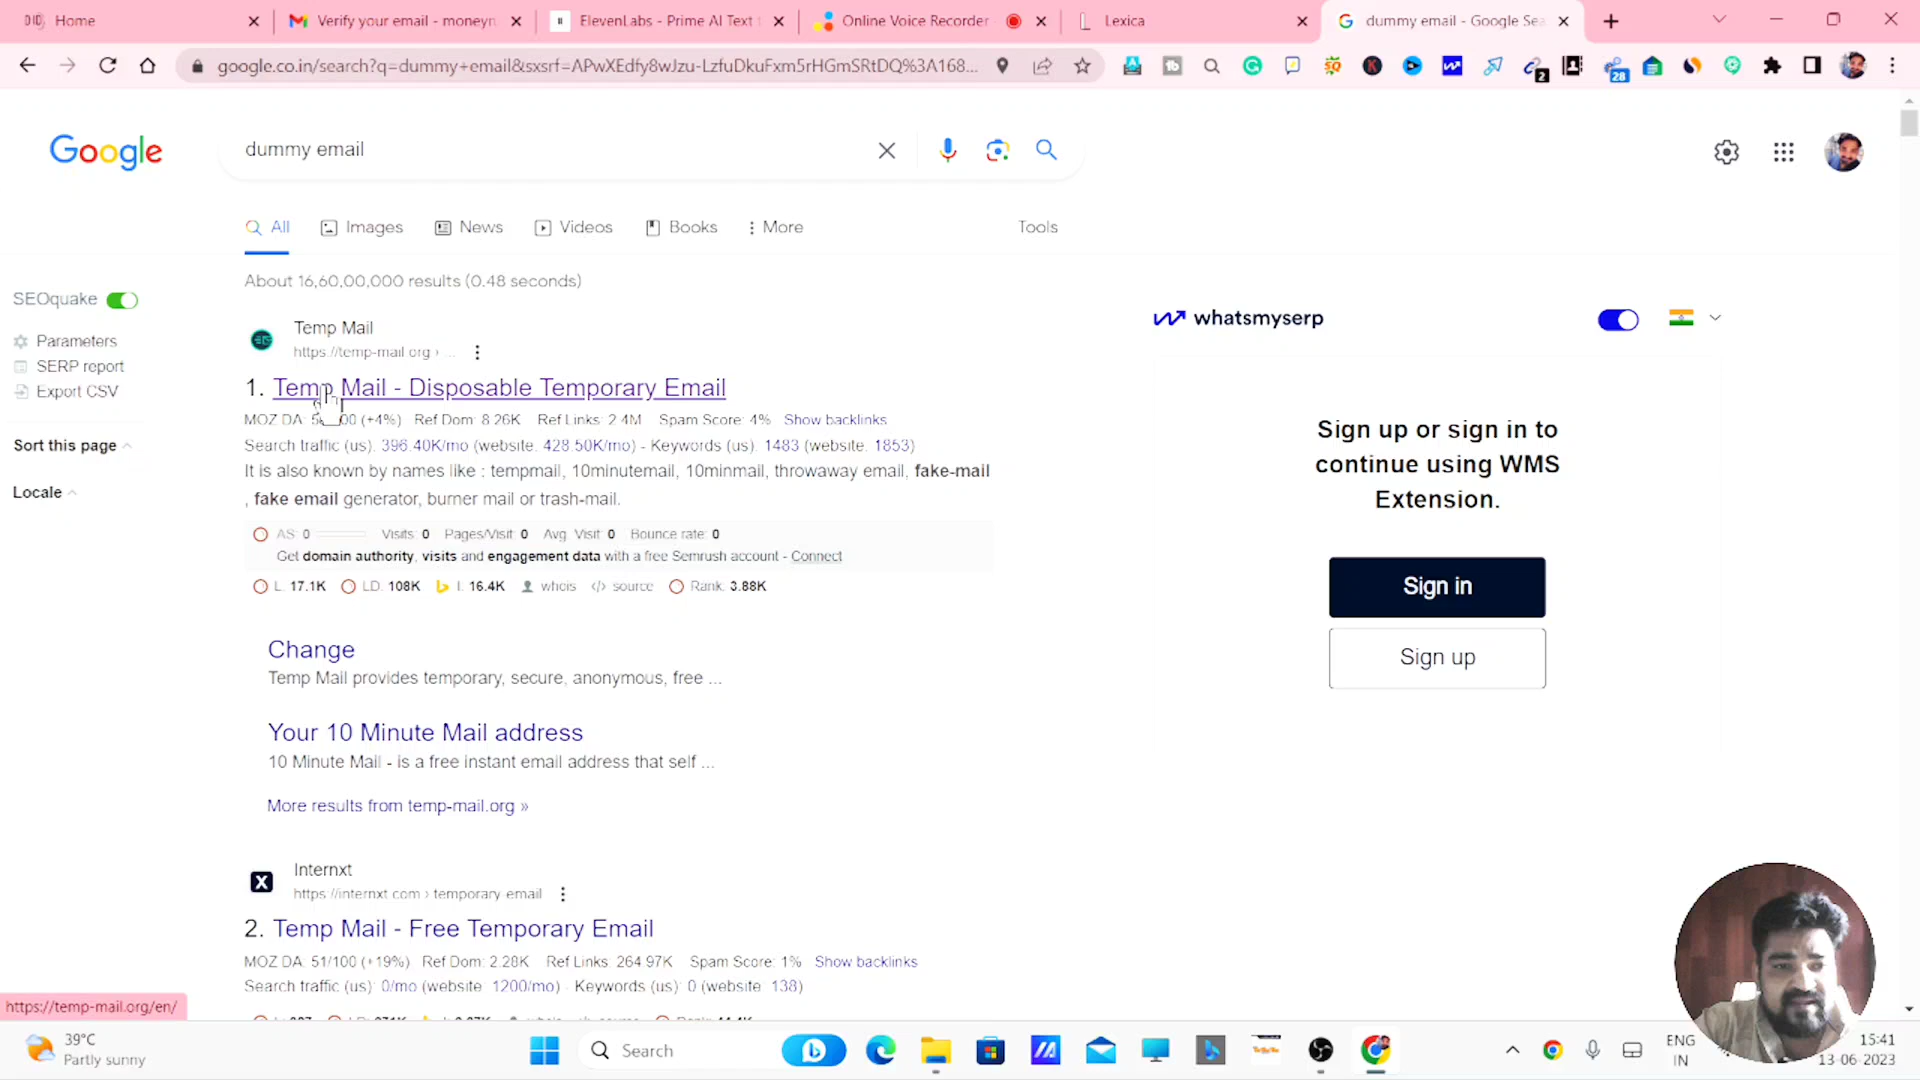 Home
Verify your email - moneyn
ElevenLabs - Prime AI Text t
Online Voice Recorder
Lexica
dummy email - Google Sea
google.co.in/search?q=dummy+email&sxsrf=APwXEdfy8wJzu-LzfuDkuFxm5rHGmSRtDQ%3A168...
2
28
Google
dummy email
All
Images
News
Videos
Books
More
Tools
About 16,60,00,000 results (0.48 seconds)
SEOquake
Parameters
SERP report
Export CSV
Sort this page
Locale
Temp Mail
https://temp-mail.org › ...
1. Temp Mail - Disposable Temporary Email
MOZ DA: 00 (+4%) Ref Dom: 8.26K Ref Links: 2.4M Spam Score: 4% Show backlinks
Search traffic (us): 396.40K/mo (website: 428.50K/mo) - Keywords (us): 1483 (website: 1853)
It is also known by names like : tempmail, 10minutemail, 10minmail, throwaway email, fake-mail
, fake email generator, burner mail or trash-mail.
AS: 0 Visits: 0 Pages/Visit: 0 Avg. Visit: 0 Bounce rate: 0
Get domain authority, visits and engagement data with a free Semrush account - Connect
L: 17.1K LD: 108K I: 16.4K whois source Rank: 3.88K
Change
Temp Mail provides temporary, secure, anonymous, free ...
Your 10 Minute Mail address
10 Minute Mail - is a free instant email address that self ...
More results from temp-mail.org »
Internxt
https://internxt.com › temporary-email
2. Temp Mail - Free Temporary Email
MOZ DA: 51/100 (+19%) Ref Dom: 2.28K Ref Links: 264.97K Spam Score: 1% Show backlinks
Search traffic (us): 0/mo (website: 1200/mo) - Keywords (us): 0 (website: 138)
whatsmyserp
Sign up or sign in to
continue using WMS
Extension.
Sign in
Sign up
https://temp-mail.org/en/
39°C
Partly sunny
Search
ENG
IN
15:41
13-06-2023